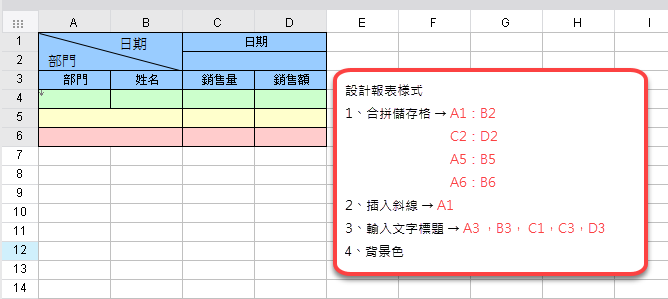 A B C D E F G H I
1 日期 日期
2 部門
3 部門 姓名 銷售量 銷售額
4
5
6
7
8
9
10
11
12
13
14
設計報表樣式
1、合拼儲存格 → A1：B2
C2：D2
A5：B5
A6：B6
2、插入斜線 → A1
3、輸入文字標題 → A3 ，B3， C1，C3，D3
4、背景色